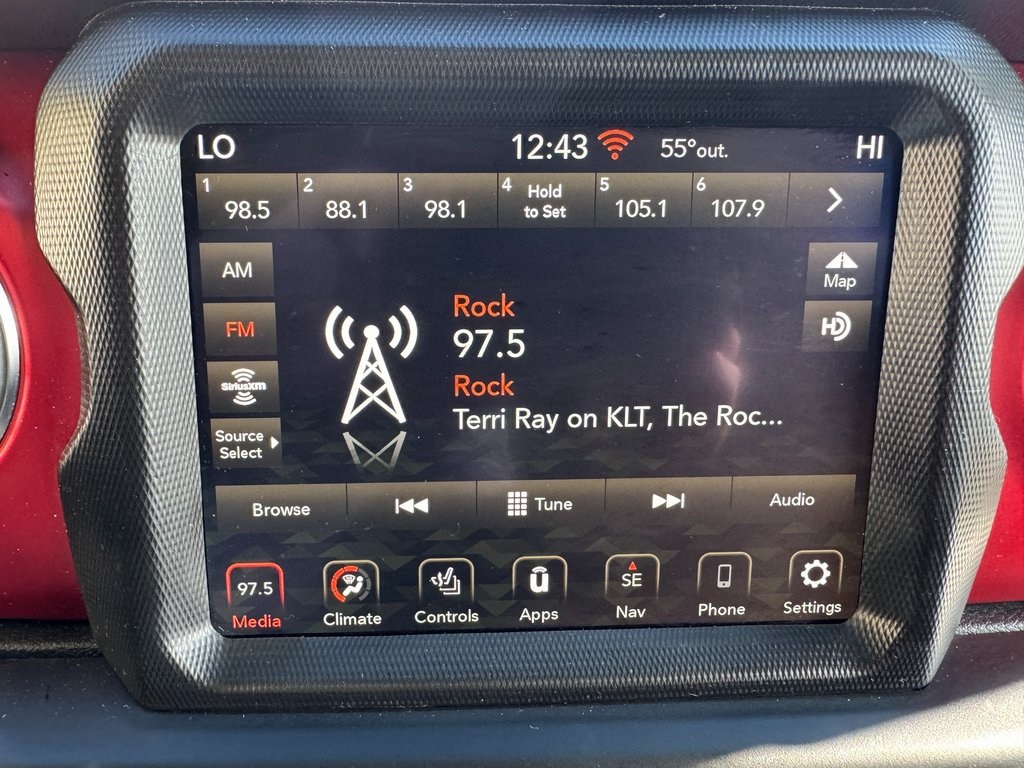 LO 12:43 55° out. HI
1 98.5
2 88.1
3 98.1
4 Hold
to Set
5 105.1
6 107.9
AM
FM
SiriusXM
Source
Select
Rock
97.5
Rock
Terri Ray on KLT, The Roc...
Map
HD
Browse
Tune
Audio
97.5
Media
Climate
Controls
u
Apps
SE
Nav
Phone
Settings